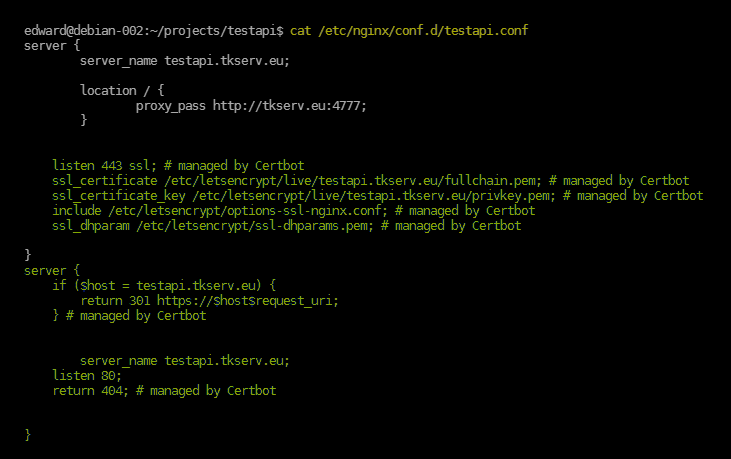 edward@debian-002:~/projects/testapi$ cat /etc/nginx/conf.d/testapi.conf
server {
server_name testapi.tkserv.eu;
location / {
proxy_pass http://tkserv.eu:4777;
}
listen 443 ssl; # managed by Certbot
ssl_certificate /etc/letsencrypt/live/testapi.tkserv.eu/fullchain.pem; # managed by Certbot
ssl_certificate_key /etc/letsencrypt/live/testapi.tkserv.eu/privkey.pem; # managed by Certbot
include /etc/letsencrypt/options-ssl-nginx.conf; # managed by Certbot
ssl_dhparam /etc/letsencrypt/ssl-dhparams.pem; # managed by Certbot
}
server {
if ($host = testapi.tkserv.eu) {
return 301 https://$host$request_uri;
} # managed by Certbot
server_name testapi.tkserv.eu;
listen 80;
return 404; # managed by Certbot
}